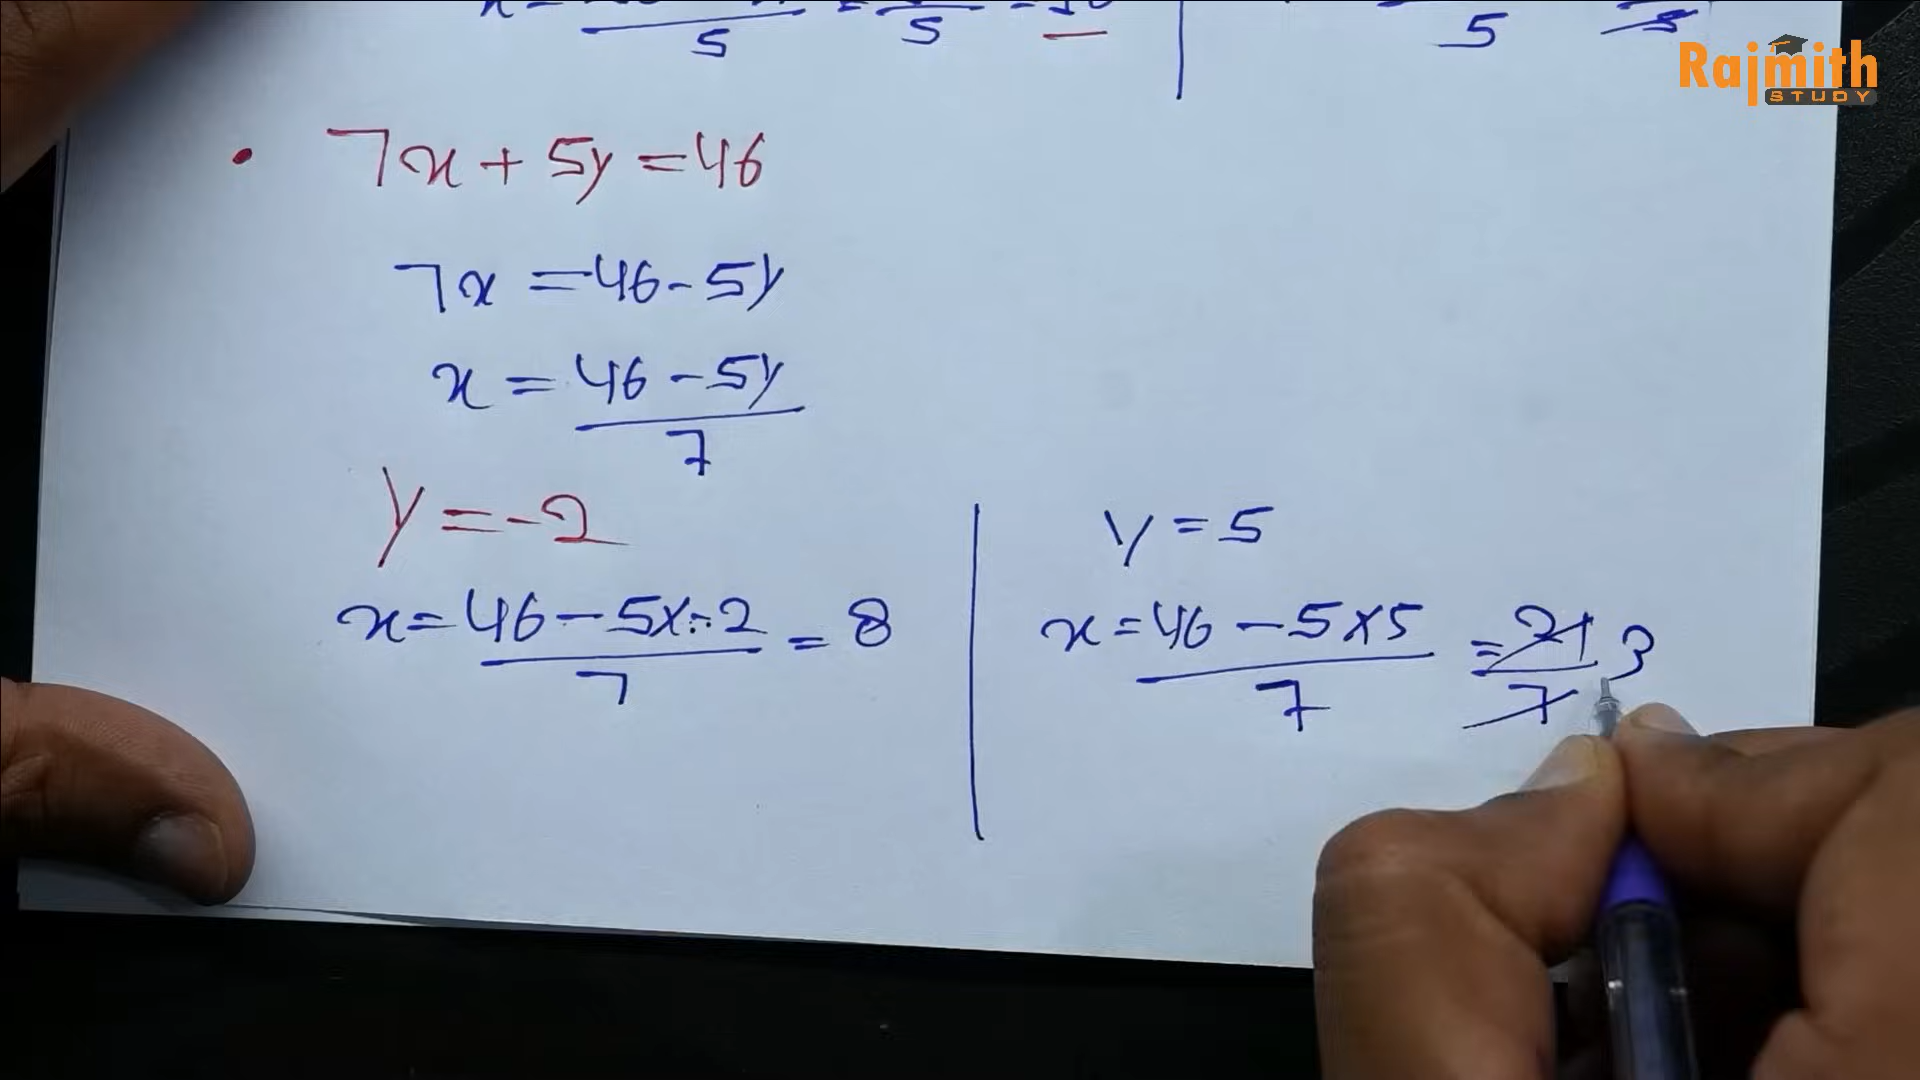 5 5
5
Rajmith
STUDY
• 7x + 5y = 46
7x = 46 - 5y
x = 46 - 5y
7
y = -2
x = 46 - 5x-2 = 8
7
y = 5
x = 46 - 5x5 = 21 3
7 7